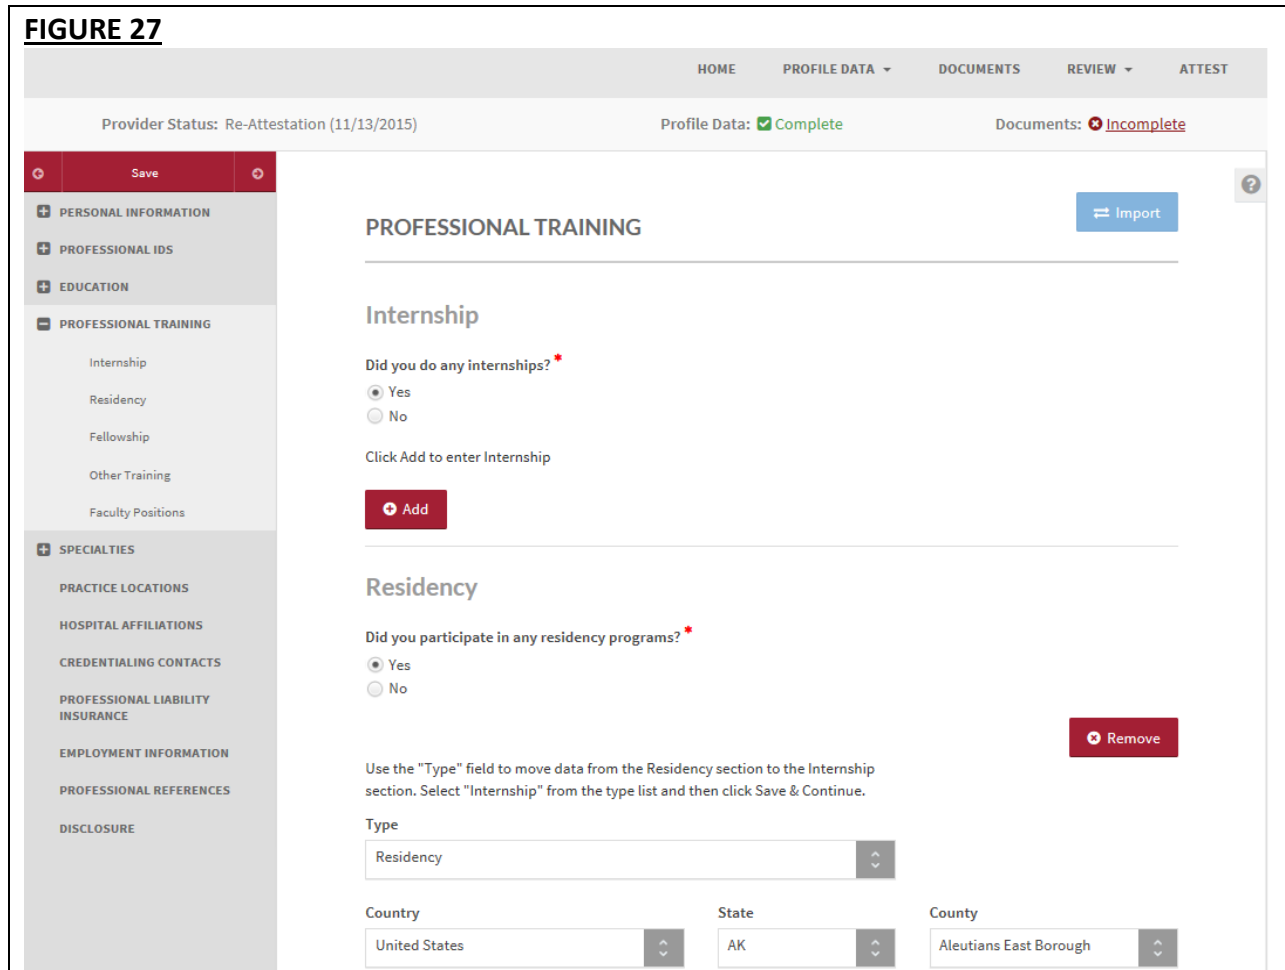 FIGURE 27
HOME PROFILE DATA DOCUMENTS REVIEW ATTEST
Provider Status: Re-Attestation (11/13/2015) Profile Data: Complete Documents: Incomplete
Save
PERSONAL INFORMATION
PROFESSIONAL IDS
EDUCATION
PROFESSIONAL TRAINING
Internship
Residency
Fellowship
Other Training
Faculty Positions
SPECIALTIES
PRACTICE LOCATIONS
HOSPITAL AFFILIATIONS
CREDENTIALING CONTACTS
PROFESSIONAL LIABILITY
INSURANCE
EMPLOYMENT INFORMATION
PROFESSIONAL REFERENCES
DISCLOSURE
Import
PROFESSIONAL TRAINING
Internship
Did you do any internships? *
Yes
No
Click Add to enter Internship
Add
Residency
Did you participate in any residency programs? *
Yes
No
Remove
Use the "Type" field to move data from the Residency section to the Internship
section. Select "Internship" from the type list and then click Save & Continue.
Type
Residency
Country State County
United States AK Aleutians East Borough